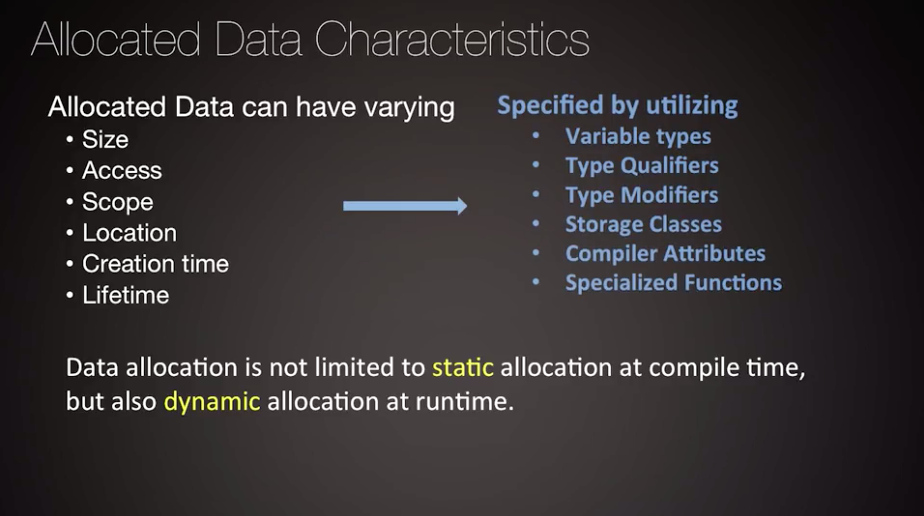 Allocated Data Characteristics
Allocated Data can have varying
• Size
• Access
• Scope
• Location
• Creation time
• Lifetime
Specified by utilizing
• Variable types
• Type Qualifiers
• Type Modifiers
• Storage Classes
• Compiler Attributes
• Specialized Functions
Data allocation is not limited to static allocation at compile time,
but also dynamic allocation at runtime.